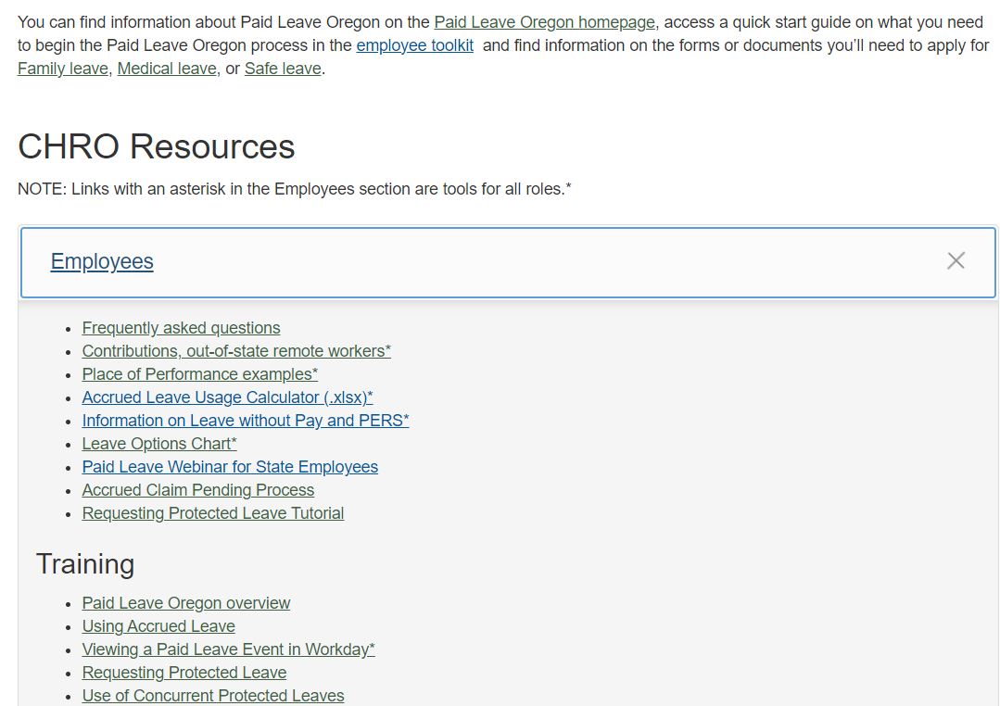 You can find information about Paid Leave Oregon on the Paid Leave Oregon homepage, access a quick start guide on what you need
to begin the Paid Leave Oregon process in the employee toolkit and find information on the forms or documents you’ll need to apply for
Family leave, Medical leave, or Safe leave.
CHRO Resources
NOTE: Links with an asterisk in the Employees section are tools for all roles.*
Employees
Frequently asked questions
Contributions, out-of-state remote workers*
Place of Performance examples*
Accrued Leave Usage Calculator (.xlsx)*
Information on Leave without Pay and PERS*
Leave Options Chart*
Paid Leave Webinar for State Employees
Accrued Claim Pending Process
Requesting Protected Leave Tutorial
Training
Paid Leave Oregon overview
Using Accrued Leave
Viewing a Paid Leave Event in Workday*
Requesting Protected Leave
Use of Concurrent Protected Leaves